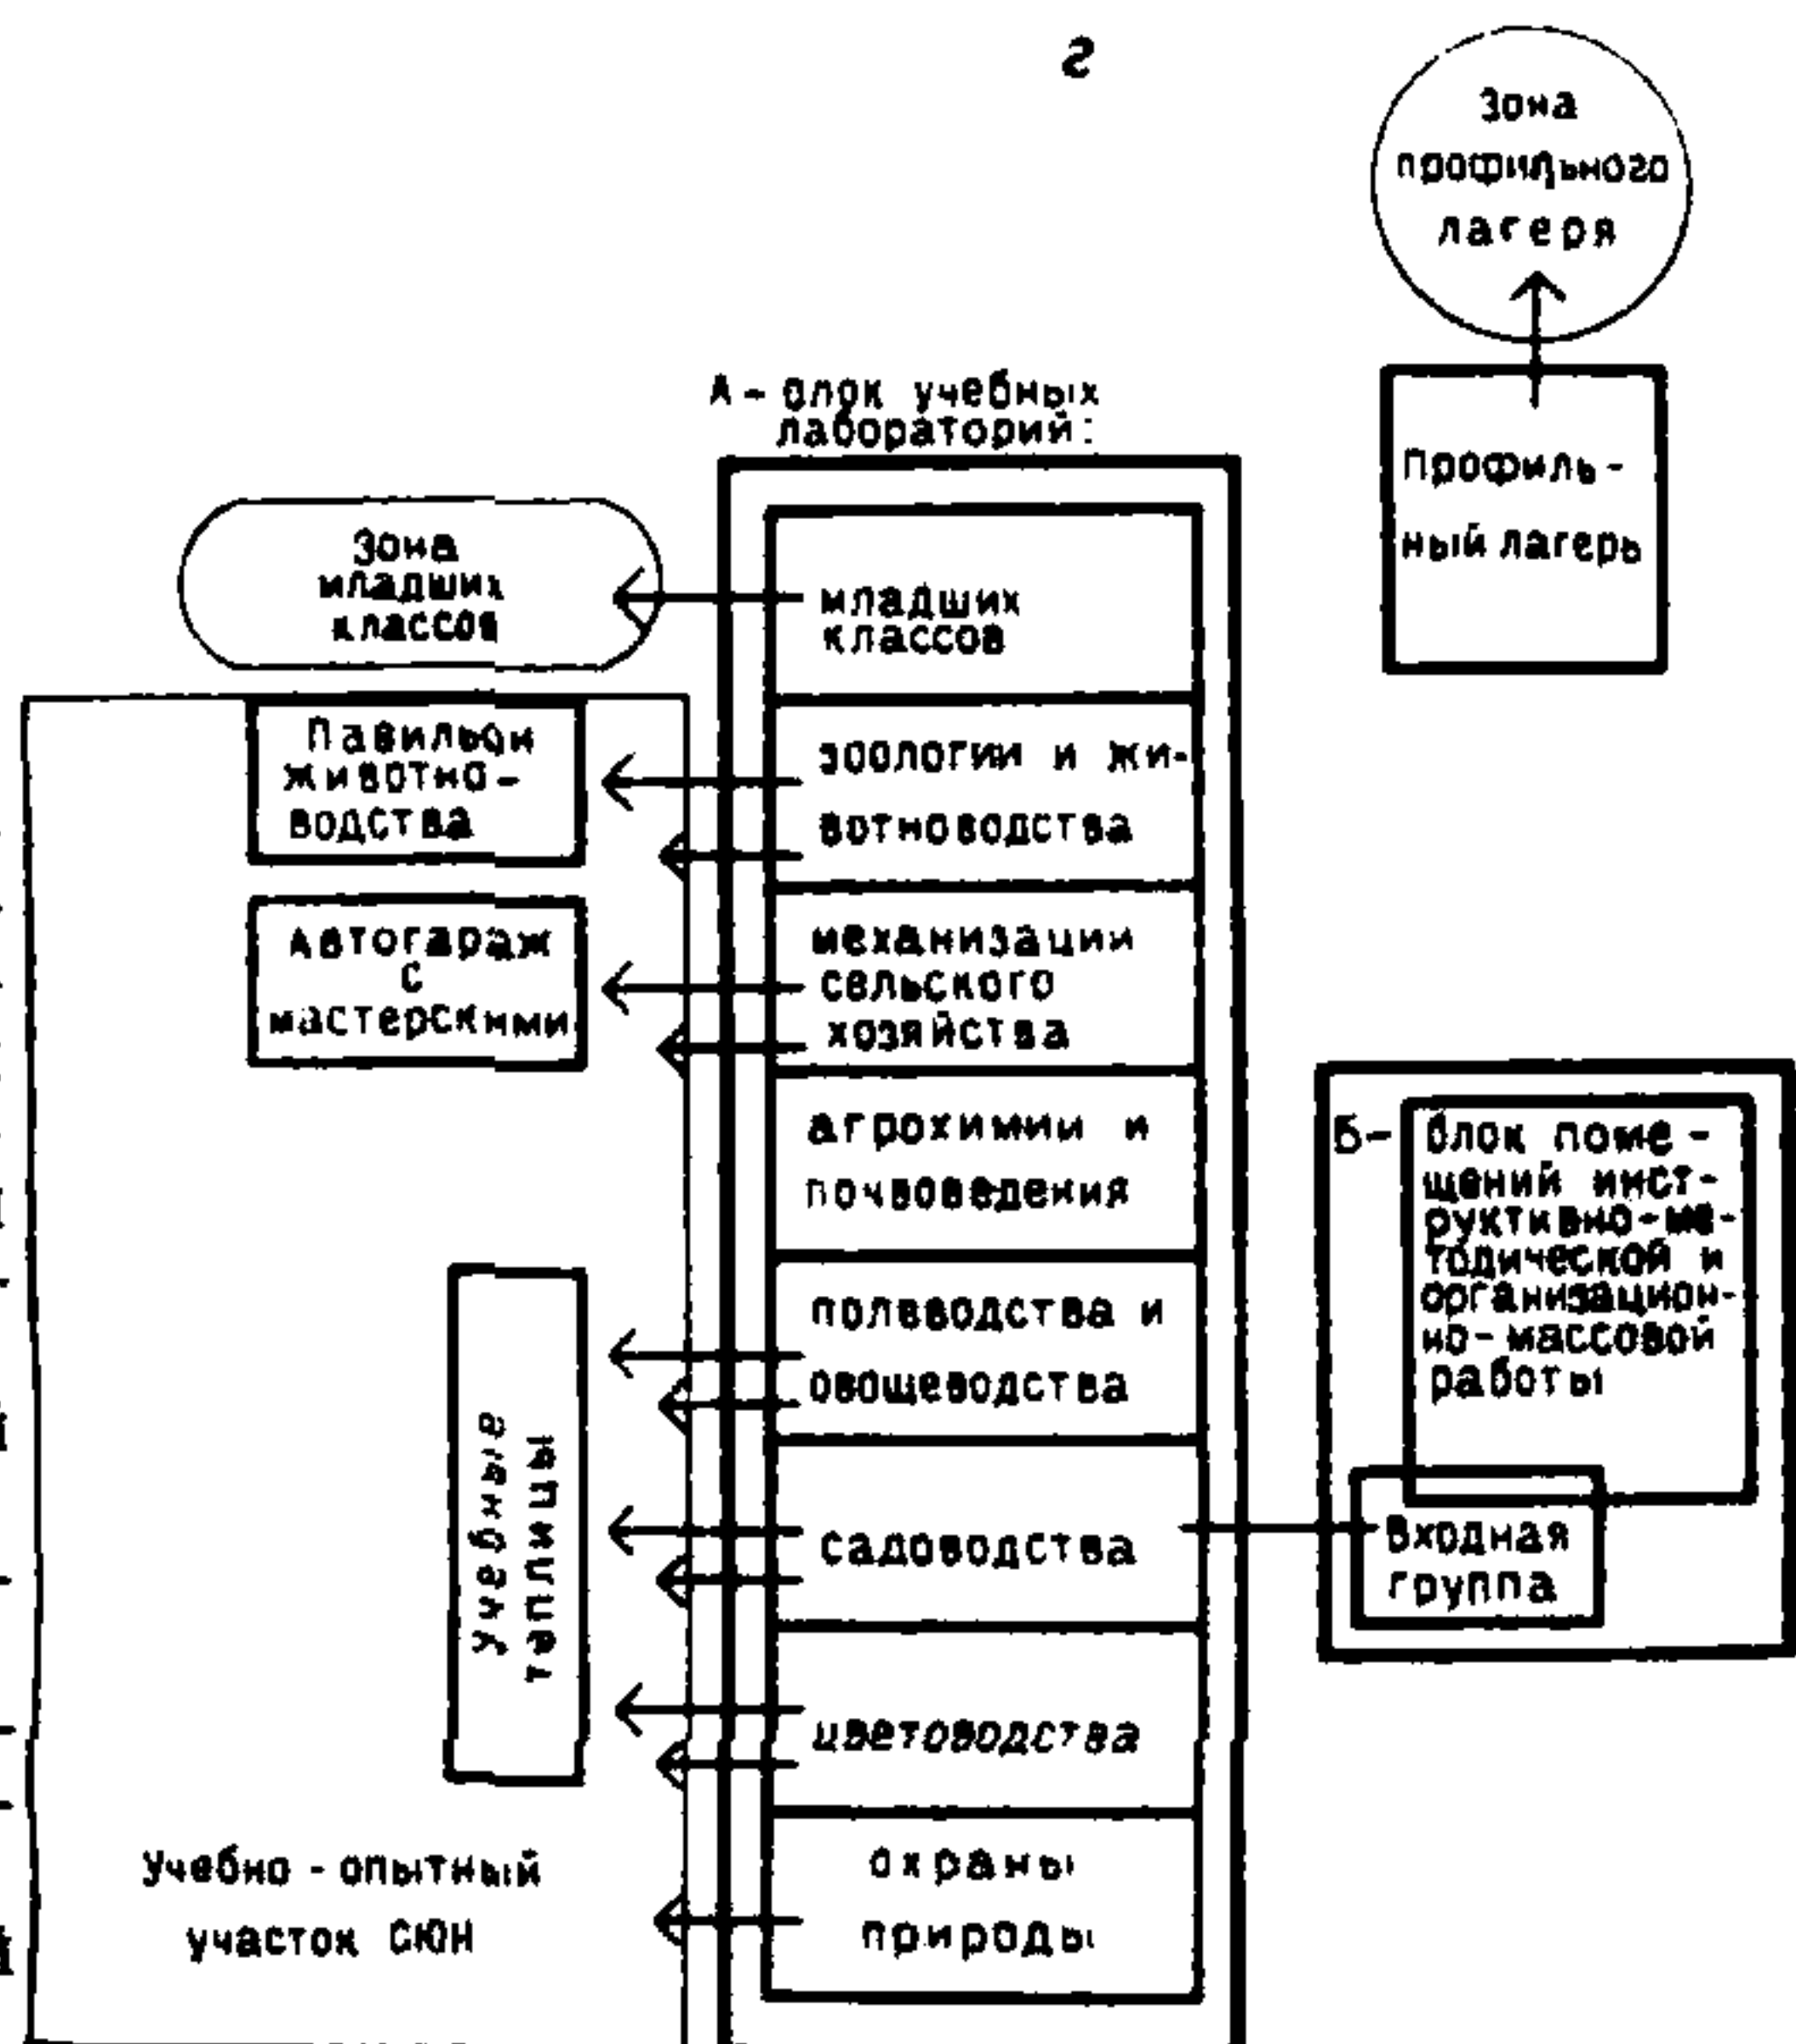 г
Зона
профильного
лагеря
Профиль-
ный лагерь
А - блок учебных
лабораторий:
Зона
младших
классов
младших
классов
Павильон
животно-
водства
зоологии и жи-
вотноводства
Автогараж
с
мастерскими
механизации
сельского
хозяйства
агрохимии и
почвоведения
полеводства и
овощеводства
садоводства
цветоводства
охраны
природы
Учебные
теплицы
Учебно - опытный
участок СЮН
Б- блок поме-
щений инст-
руктивно-ме-
тодической и
организацион-
но-массовой
работы
Входная
группа